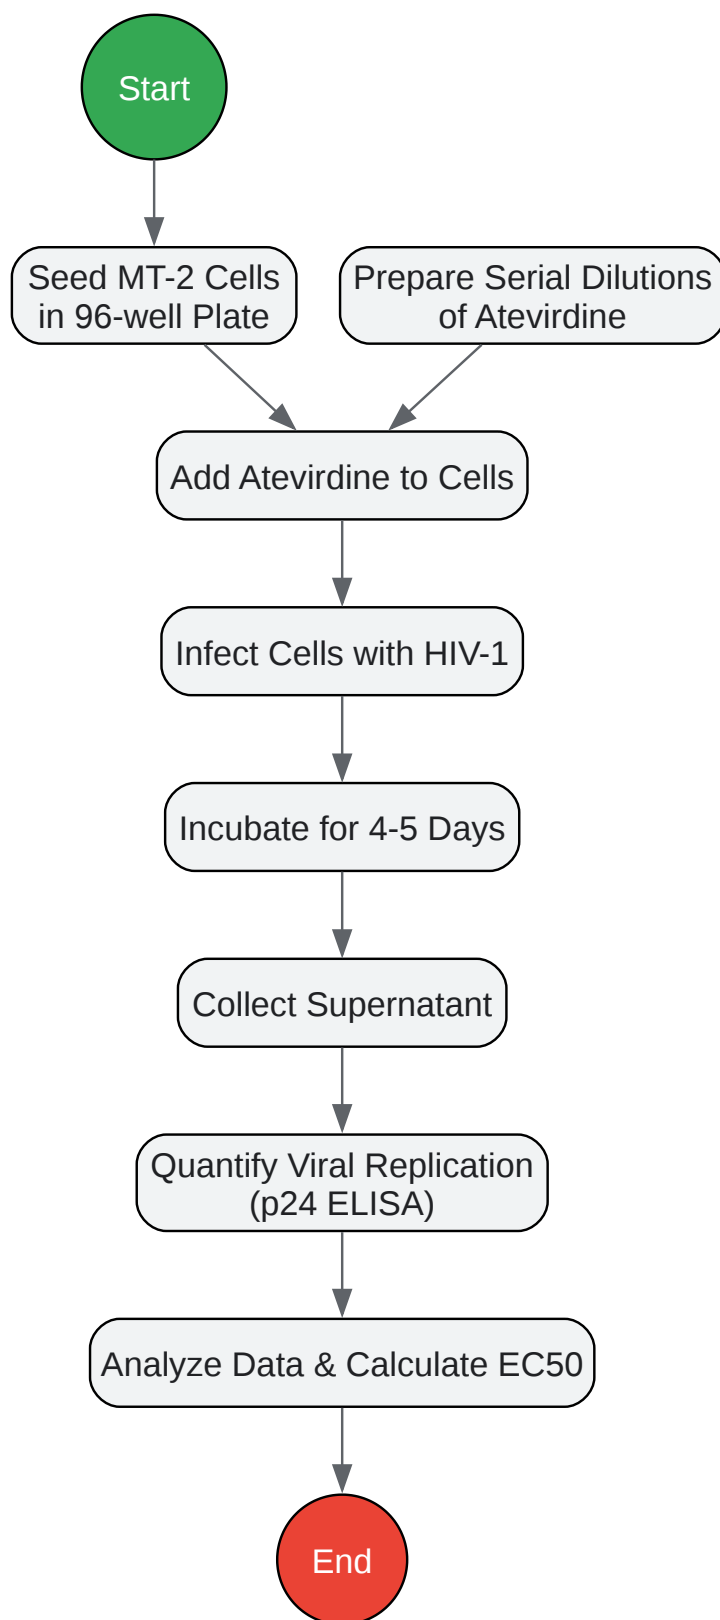 Start
Seed MT-2 Cells
in 96-well Plate
Prepare Serial Dilutions
of Atevirdine
Add Atevirdine to Cells
Infect Cells with HIV-1
Incubate for 4-5 Days
Collect Supernatant
Quantify Viral Replication
(p24 ELISA)
Analyze Data & Calculate EC50
End